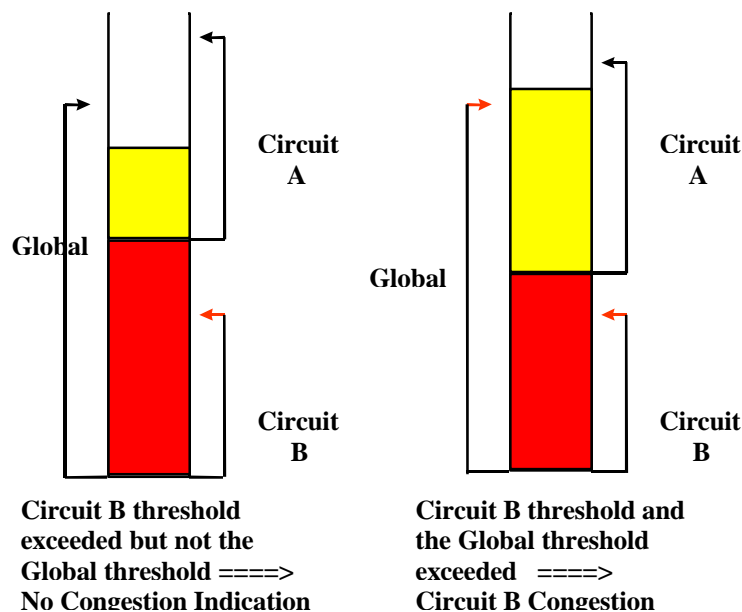 Circuit
A
Global
Circuit
B
Circuit B threshold
exceeded but not the
Global threshold ====>
No Congestion Indication
Circuit
A
Global
Circuit
B
Circuit B threshold and
the Global threshold
exceeded ====>
Circuit B Congestion